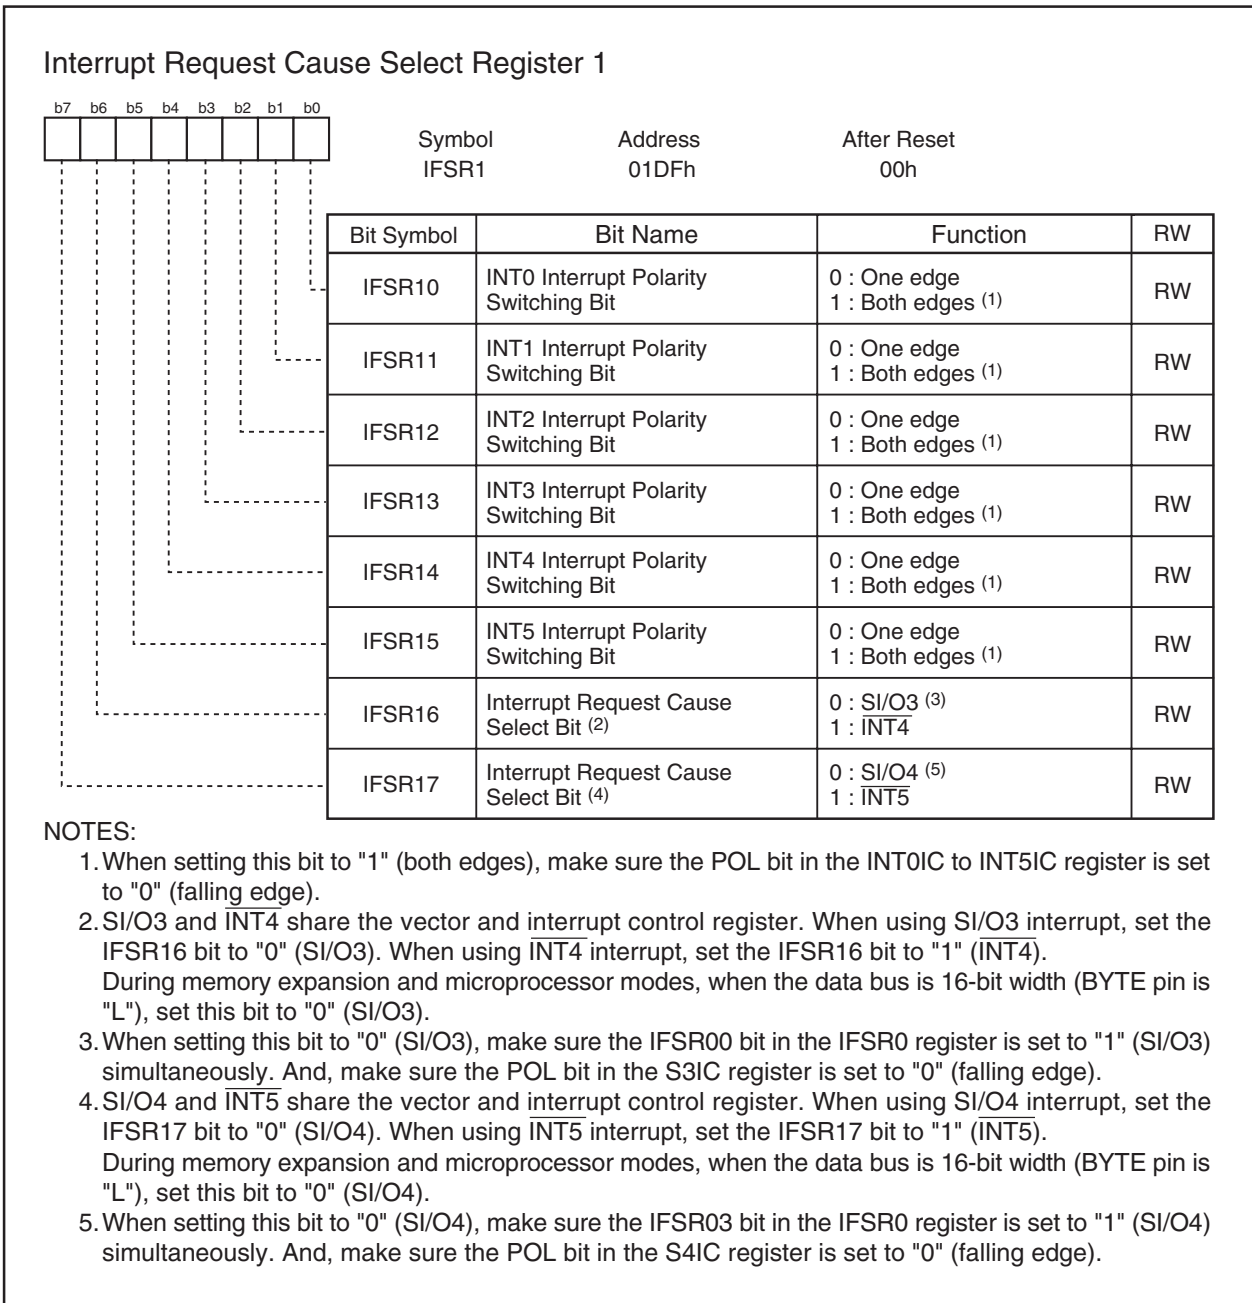 Interrupt Request Cause Select Register 1
b7 b6 b5 b4 b3 b2 b1 b0
Symbol Address After Reset
IFSR1 01DFh 00h
Bit Symbol Bit Name Function RW
IFSR10 INT0 Interrupt Polarity Switching Bit 0 : One edge 1 : Both edges (1) RW
IFSR11 INT1 Interrupt Polarity Switching Bit 0 : One edge 1 : Both edges (1) RW
IFSR12 INT2 Interrupt Polarity Switching Bit 0 : One edge 1 : Both edges (1) RW
IFSR13 INT3 Interrupt Polarity Switching Bit 0 : One edge 1 : Both edges (1) RW
IFSR14 INT4 Interrupt Polarity Switching Bit 0 : One edge 1 : Both edges (1) RW
IFSR15 INT5 Interrupt Polarity Switching Bit 0 : One edge 1 : Both edges (1) RW
IFSR16 Interrupt Request Cause Select Bit (2) 0 : SI/O3 (3) 1 : I̅N̅T̅4̅ RW
IFSR17 Interrupt Request Cause Select Bit (4) 0 : SI/O4 (5) 1 : I̅N̅T̅5̅ RW
NOTES:
1. When setting this bit to "1" (both edges), make sure the POL bit in the INT0IC to INT5IC register is set
to "0" (falling edge).
2. SI/O3 and I̅N̅T̅4̅ share the vector and interrupt control register. When using SI/O3 interrupt, set the
IFSR16 bit to "0" (SI/O3). When using I̅N̅T̅4̅ interrupt, set the IFSR16 bit to "1" (I̅N̅T̅4̅).
During memory expansion and microprocessor modes, when the data bus is 16-bit width (BYTE pin is
"L"), set this bit to "0" (SI/O3).
3. When setting this bit to "0" (SI/O3), make sure the IFSR00 bit in the IFSR0 register is set to "1" (SI/O3)
simultaneously. And, make sure the POL bit in the S3IC register is set to "0" (falling edge).
4. SI/O4 and I̅N̅T̅5̅ share the vector and interrupt control register. When using SI/O4 interrupt, set the
IFSR17 bit to "0" (SI/O4). When using I̅N̅T̅5̅ interrupt, set the IFSR17 bit to "1" (I̅N̅T̅5̅).
During memory expansion and microprocessor modes, when the data bus is 16-bit width (BYTE pin is
"L"), set this bit to "0" (SI/O4).
5. When setting this bit to "0" (SI/O4), make sure the IFSR03 bit in the IFSR0 register is set to "1" (SI/O4)
simultaneously. And, make sure the POL bit in the S4IC register is set to "0" (falling edge).